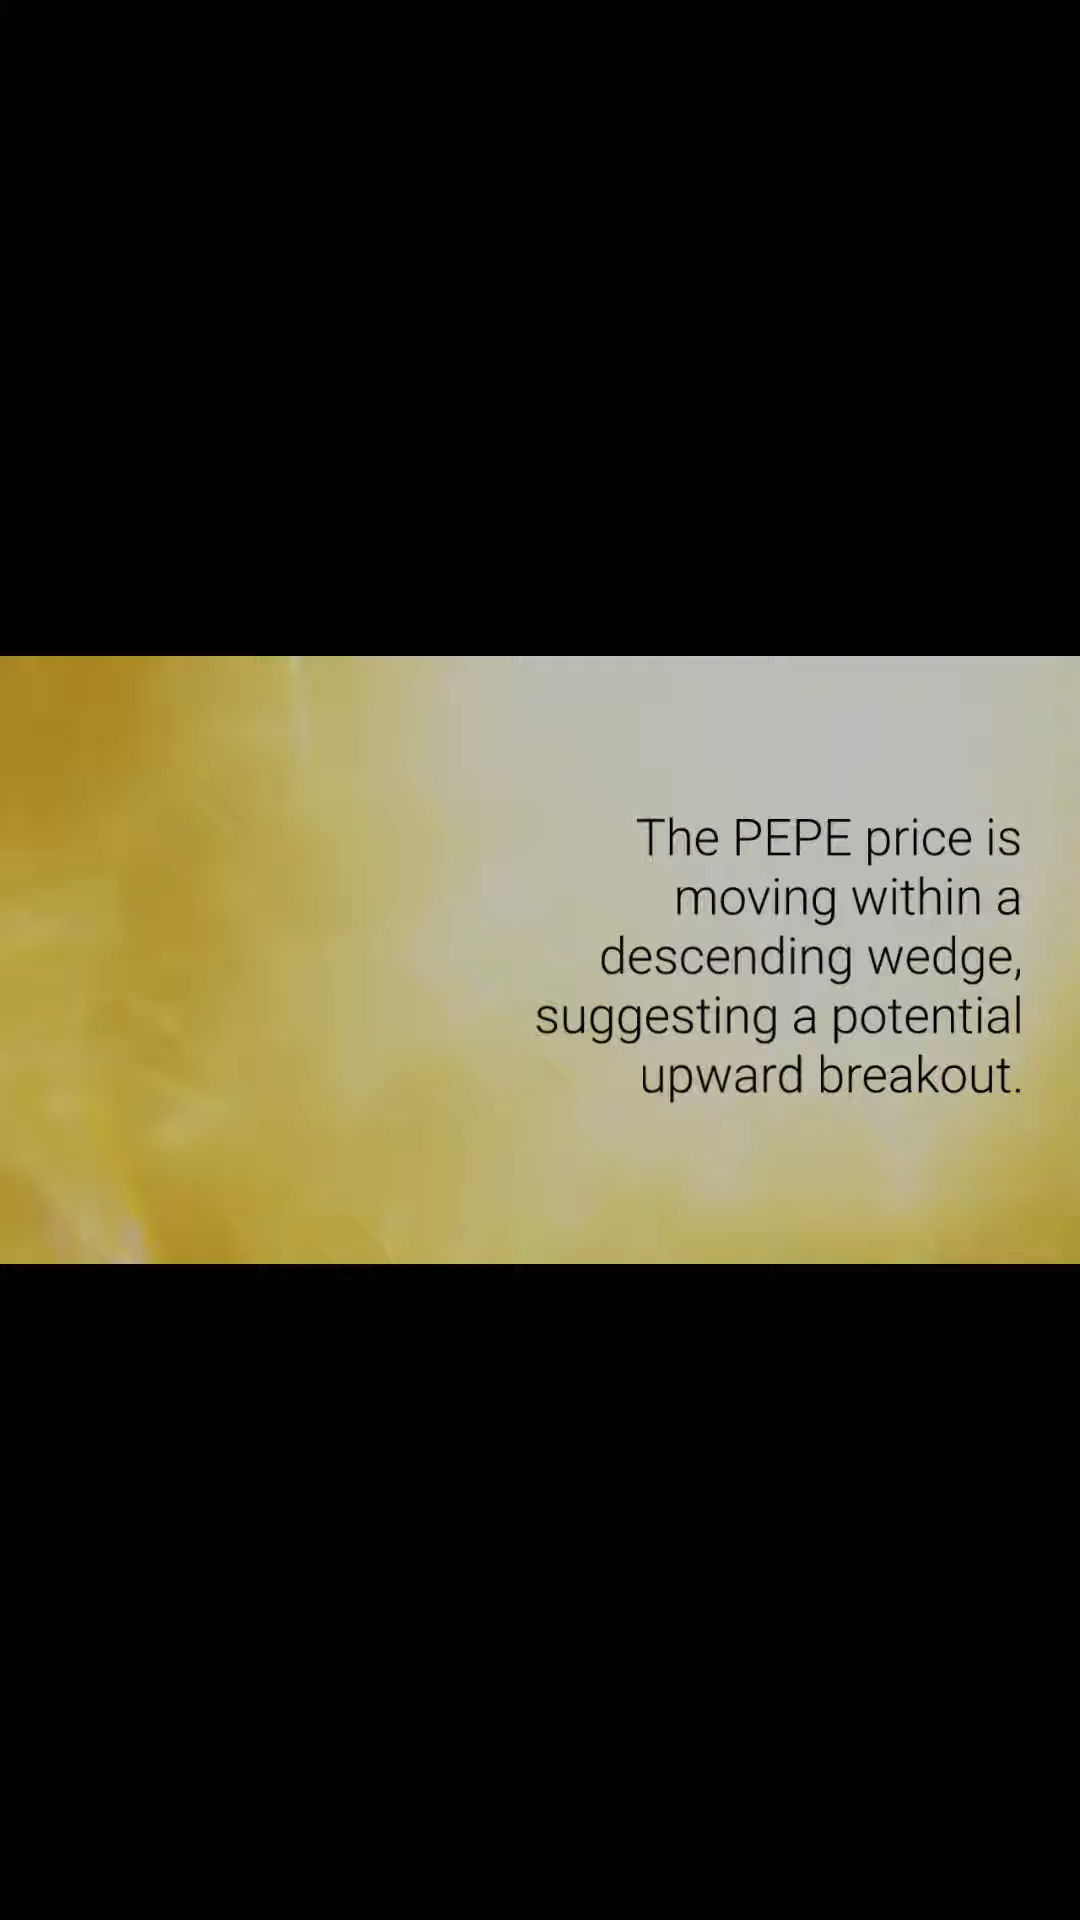 The PEPE price is
moving within a
descending wedge,
suggesting a potential
upward breakout.